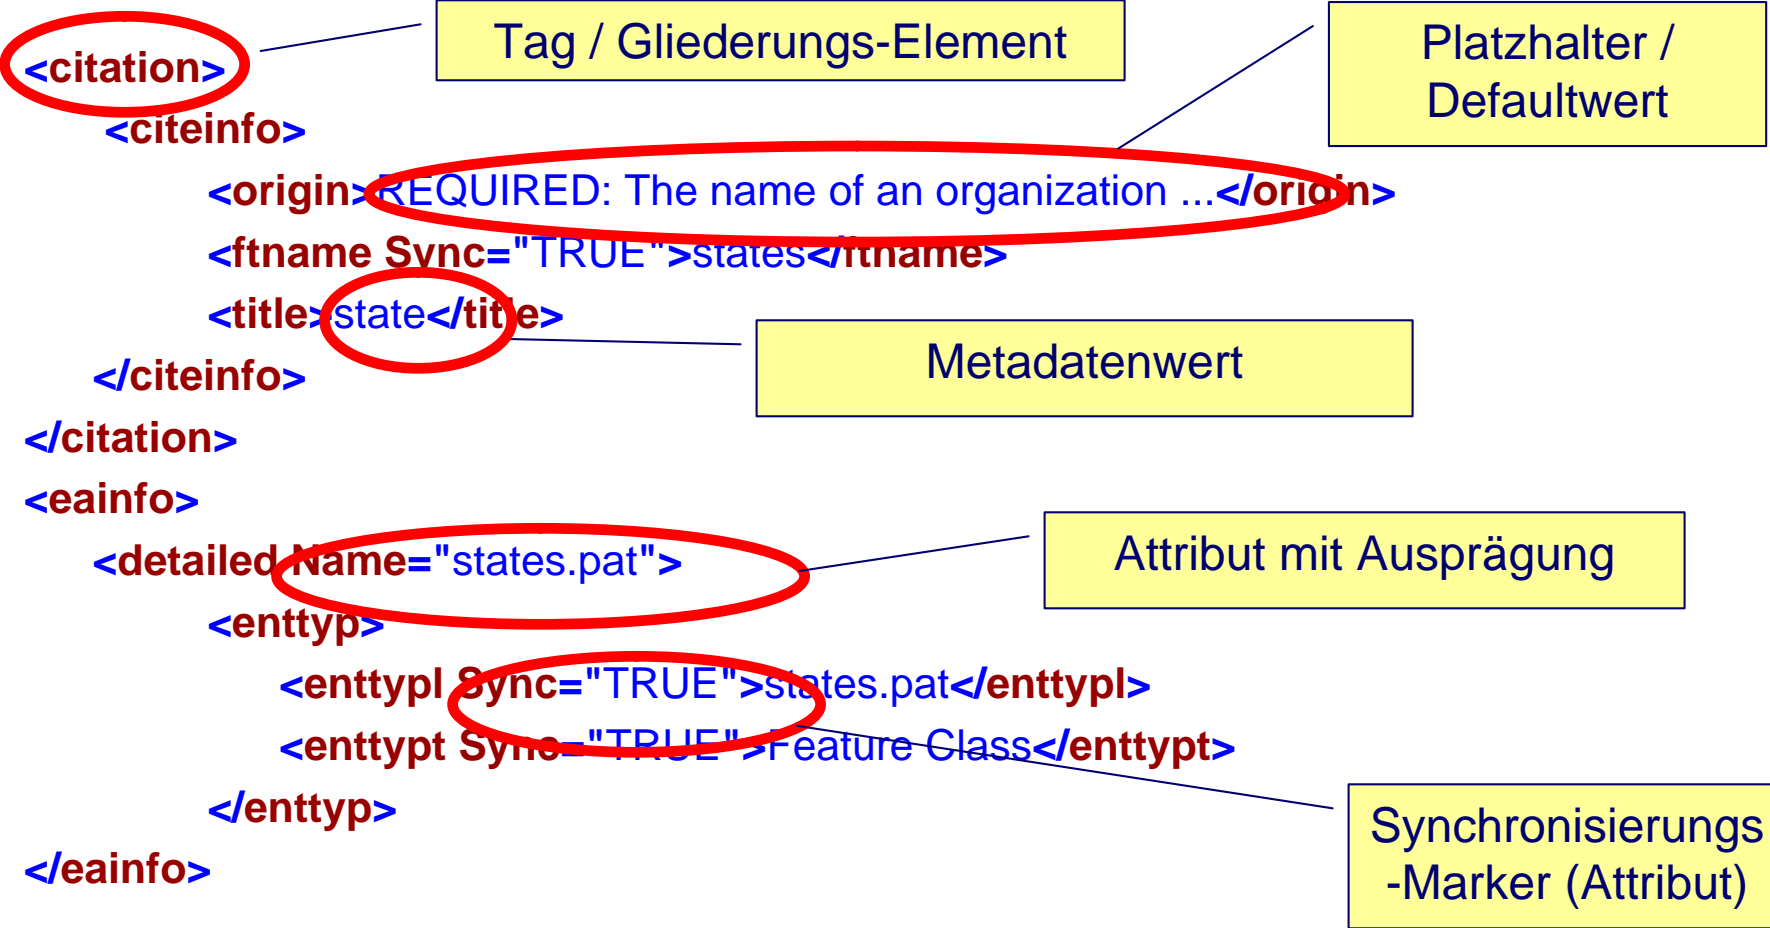 Tag / Gliederungs-Element
Platzhalter /
Defaultwert
<citation>
<citeinfo>
<origin>REQUIRED: The name of an organization ...</origin>
<ftname Sync="TRUE">states</ftname>
<title>state</title>
Metadatenwert
</citeinfo>
</citation>
<eainfo>
Attribut mit Ausprägung
<detailed Name="states.pat">
<enttyp>
<enttypl Sync="TRUE">states.pat</enttypl>
<enttypt Sync="TRUE">Feature Class</enttypt>
</enttyp>
Synchronisierungs
-Marker (Attribut)
</eainfo>